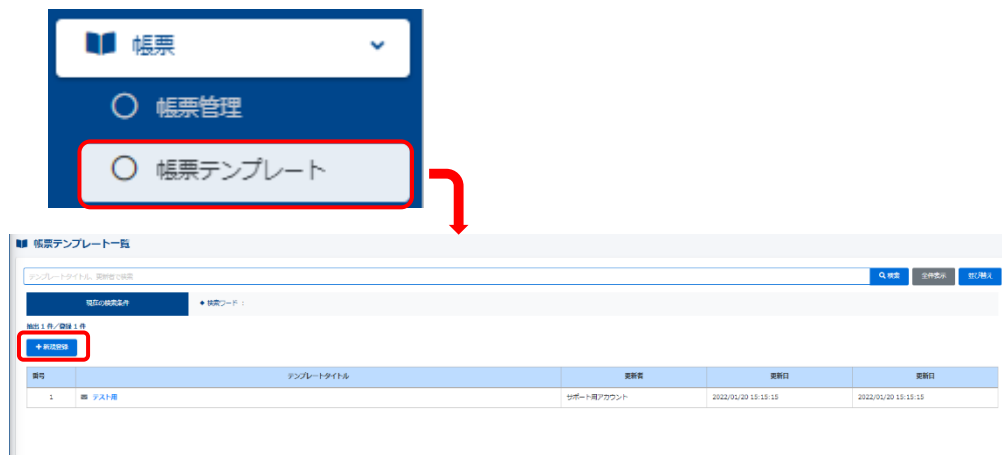 帳票
帳票管理
帳票テンプレート
帳票テンプレート一覧
テンプレートタイトル、更新者で検索
検索 全件表示 並び替え
現在の検索条件 ◆ 検索ワード :
抽出 1 件/登録 1 件
+ 新規登録
番号 テンプレートタイトル 更新者 更新日 更新日
1 テスト用 サポート用アカウント 2022/01/20 15:15:15 2022/01/20 15:15:15